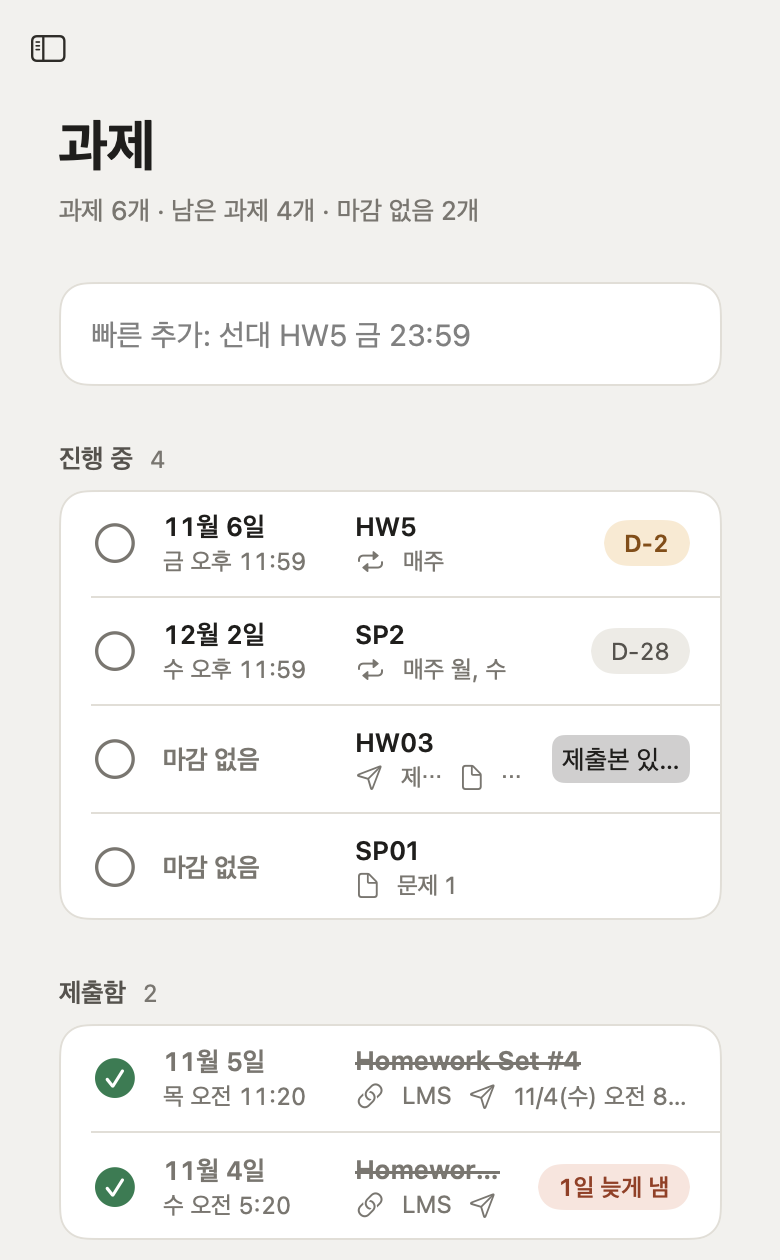 과제
과제 6개 · 남은 과제 4개 · 마감 없음 2개
빠른 추가: 선대 HW5 금 23:59
진행 중 4
11월 6일 HW5 D-2
금 오후 11:59 매주
12월 2일 SP2 D-28
수 오후 11:59 매주 월, 수
마감 없음 HW03 제출본 있...
제… …
마감 없음 SP01
문제 1
제출함 2
11월 5일 Homework Set #4
목 오전 11:20 LMS 11/4(수) 오전 8...
11월 4일 Homewor... 1일 늦게 냄
수 오전 5:20 LMS